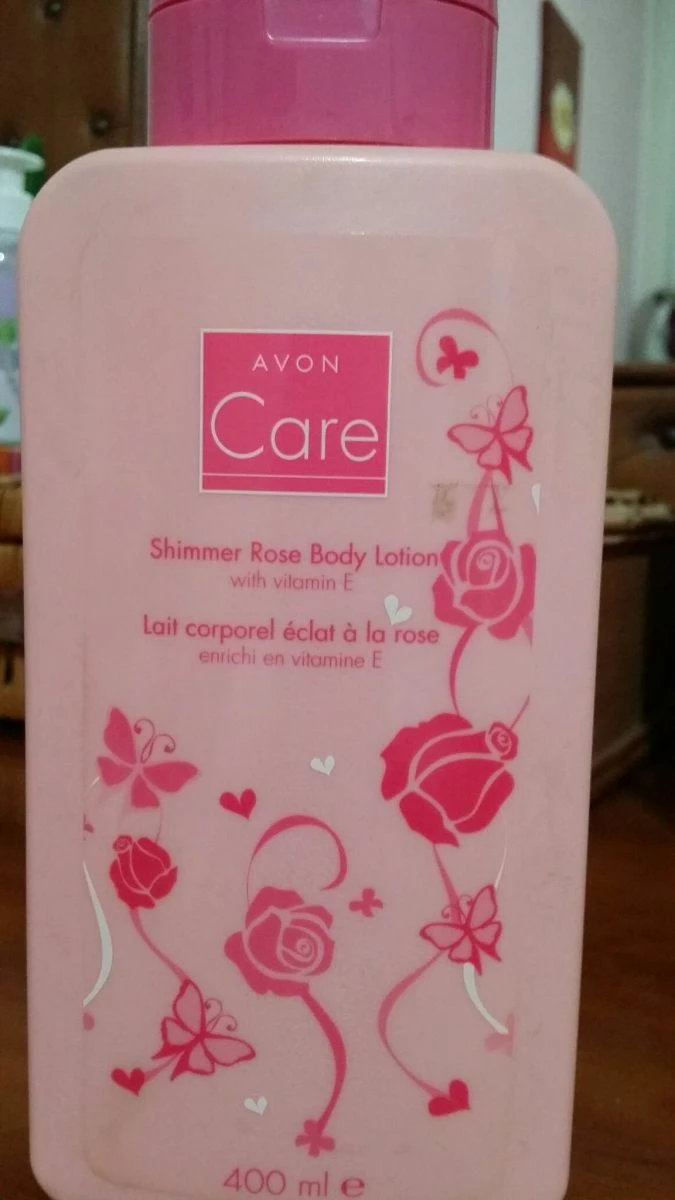 AVON
Care
Shimmer Rose Body Lotion
with vitamin E
Lait corporel éclat à la rose
enrichi en vitamine E
400 ml e